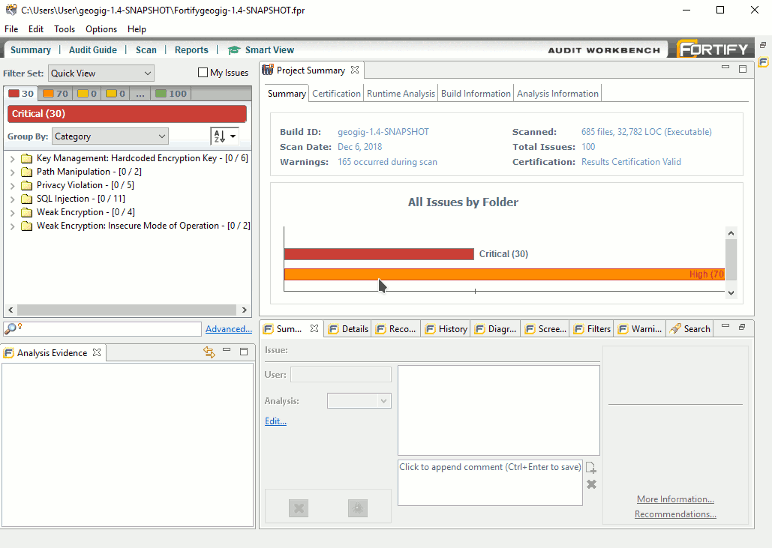 C:\Users\User\geogig-1.4-SNAPSHOT\Fortifygeogig-1.4-SNAPSHOT.fpr
File Edit Tools Options Help
Summary Audit Guide Scan Reports Smart View
AUDIT WORKBENCH FORTIFY
Filter Set: Quick View My Issues
30 70 0 0 ... 100
Critical (30)
Group By: Category
Key Management: Hardcoded Encryption Key - [0 / 6]
Path Manipulation - [0 / 2]
Privacy Violation - [0 / 5]
SQL Injection - [0 / 11]
Weak Encryption - [0 / 4]
Weak Encryption: Insecure Mode of Operation - [0 / 2]
Advanced...
Analysis Evidence
Project Summary
Summary Certification Runtime Analysis Build Information Analysis Information
Build ID: geogig-1.4-SNAPSHOT
Scan Date: Dec 6, 2018
Warnings: 165 occurred during scan
Scanned: 685 files, 32,782 LOC (Executable)
Total Issues: 100
Certification: Results Certification Valid
All Issues by Folder
Critical (30)
High (70
Sum... Details Reco... History Diagr... Scree... Filters Warni... Search
Issue:
User:
Analysis:
Edit...
Click to append comment (Ctrl+Enter to save)
More Information...
Recommendations...